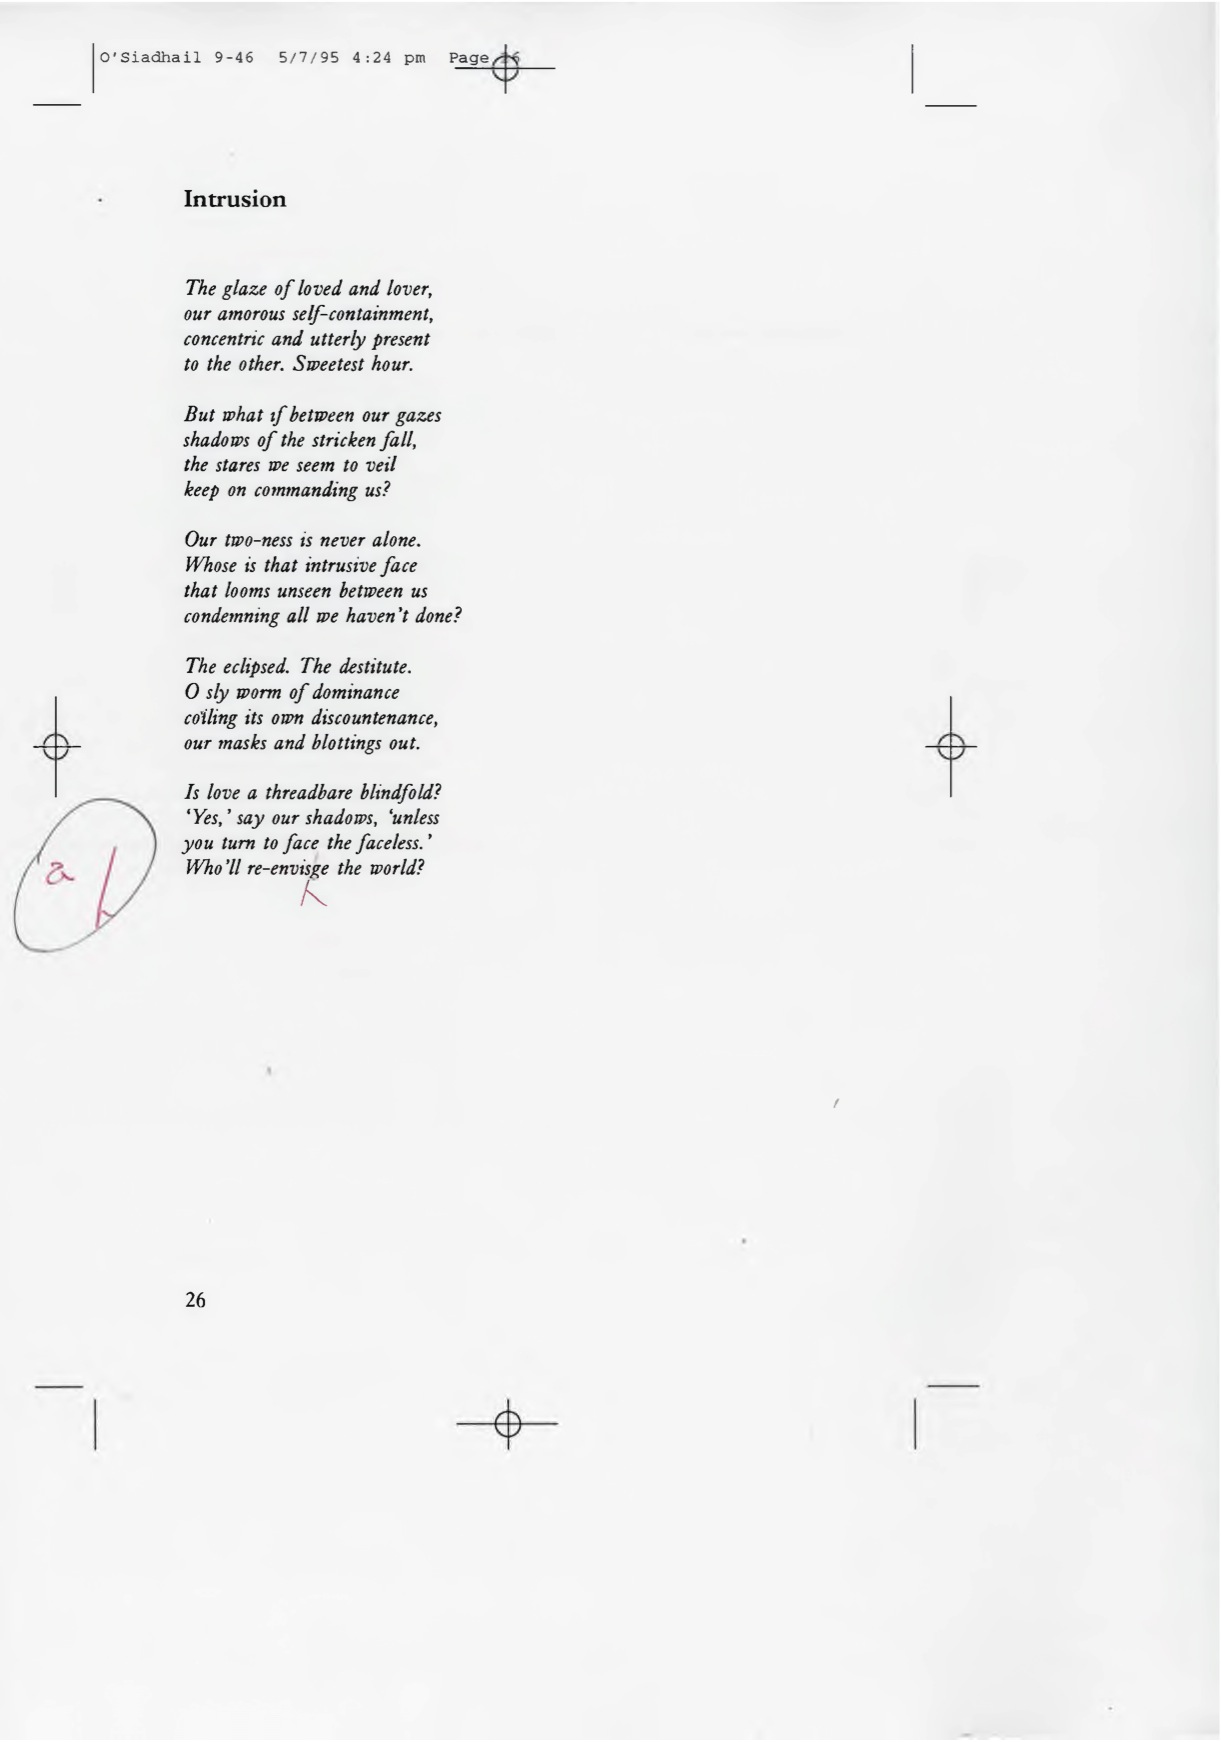 O'Siadhail 9-46 5/7/95 4:24 pm Page 26
Intrusion
The glaze of loved and lover,
our amorous self-containment,
concentric and utterly present
to the other. Sweetest hour.
But what if between our gazes
shadows of the stricken fall,
the stares we seem to veil
keep on commanding us?
Our two-ness is never alone.
Whose is that intrusive face
that looms unseen between us
condemning all we haven't done?
The eclipsed. The destitute.
O sly worm of dominance
coiling its own discountenance,
our masks and blottings out.
Is love a threadbare blindfold?
‘Yes,’ say our shadows, ‘unless
you turn to face the faceless.’
a
Who'll re-envisge the world?
26